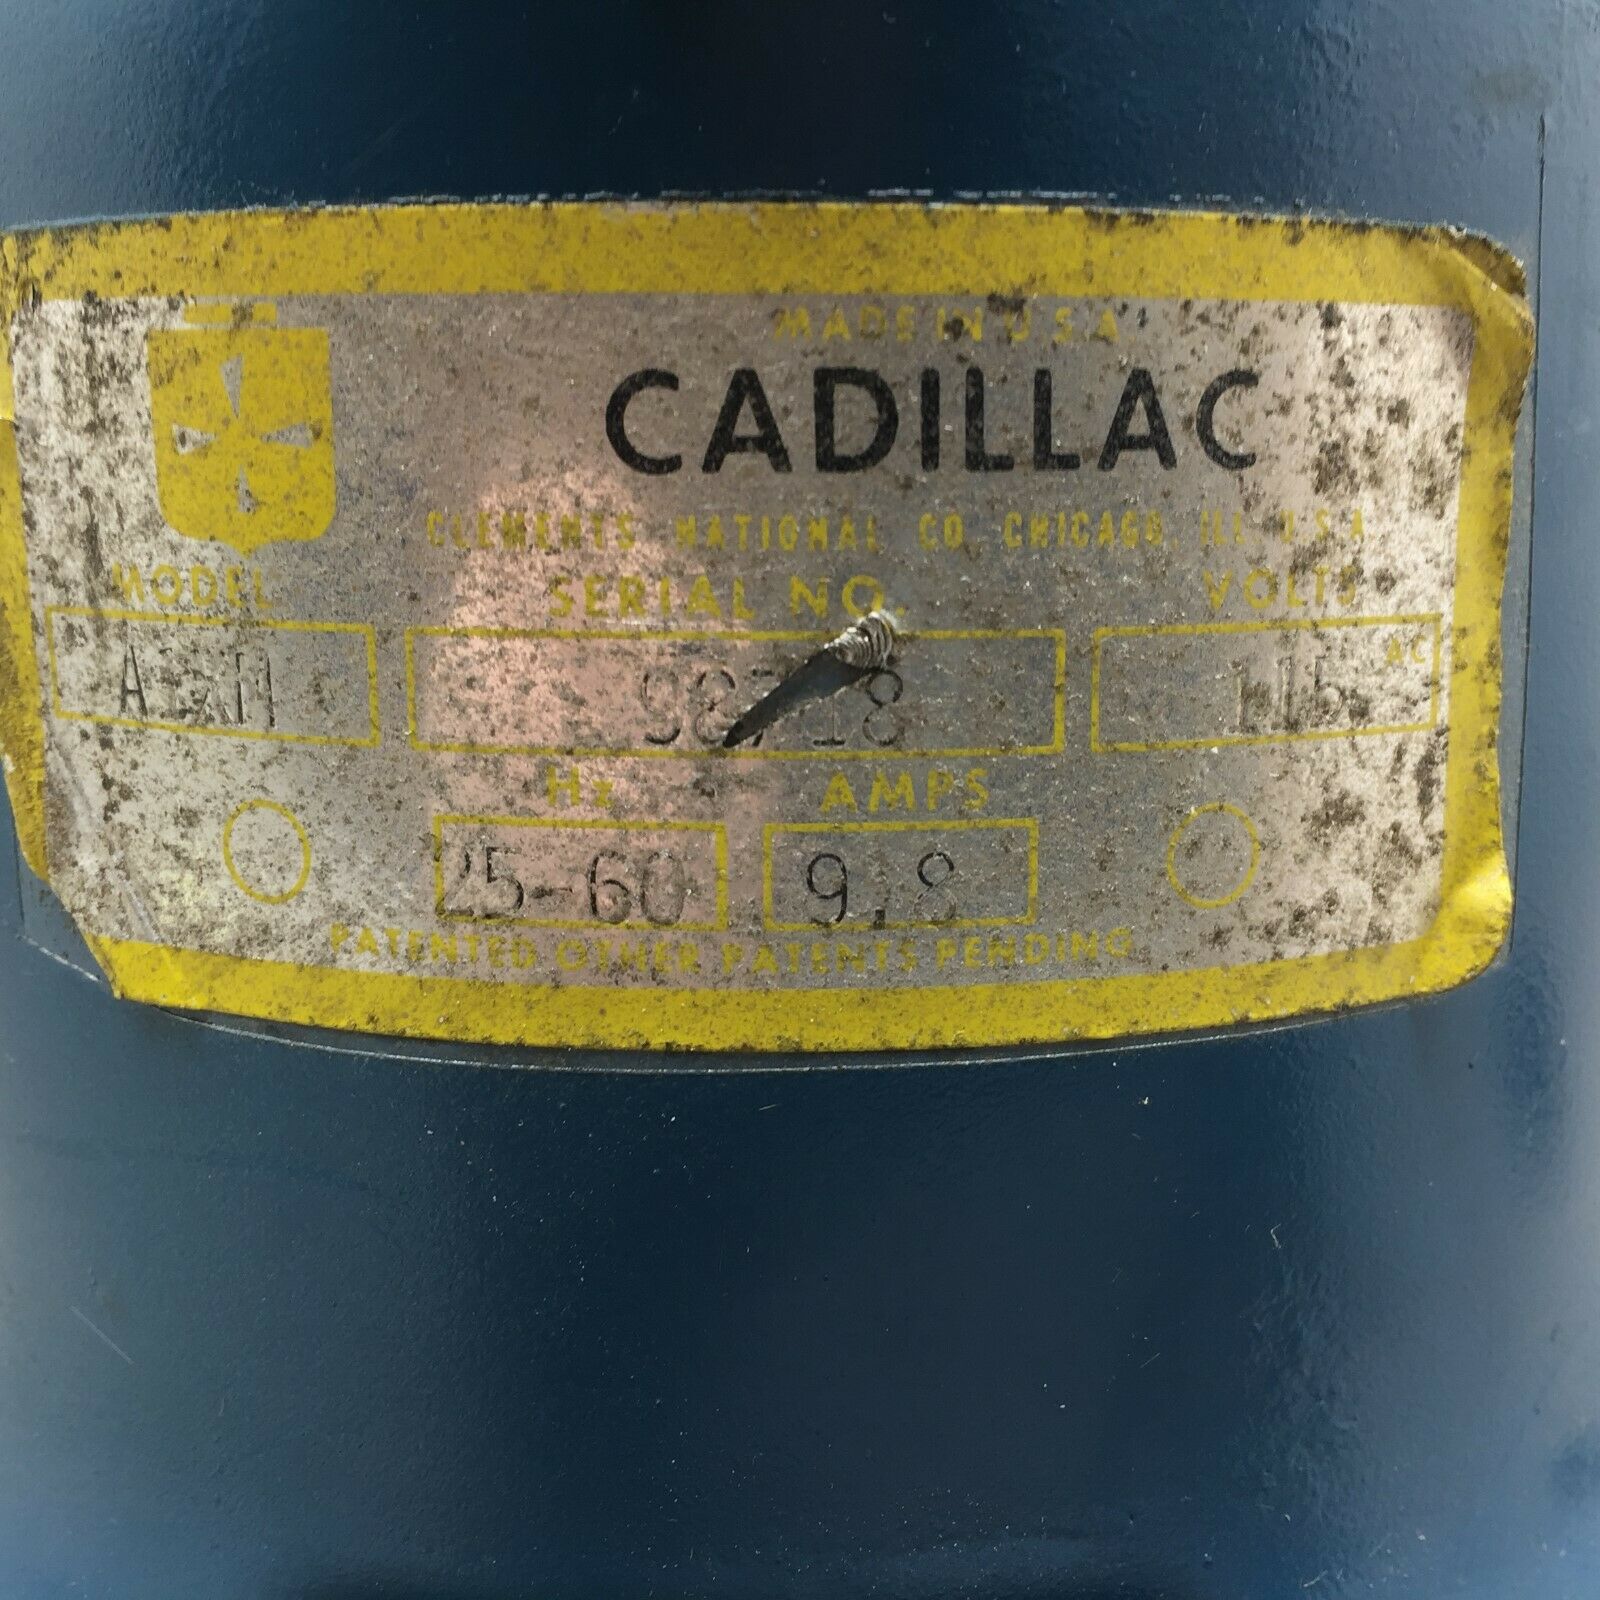 MADE IN U.S.A.
CADILLAC
CLEMENTS NATIONAL CO. CHICAGO, ILL. U.S.A.
MODEL SERIAL NO. VOLTS
115 AC
Hz AMPS
25-60 9.8
PATENTED OTHER PATENTS PENDING